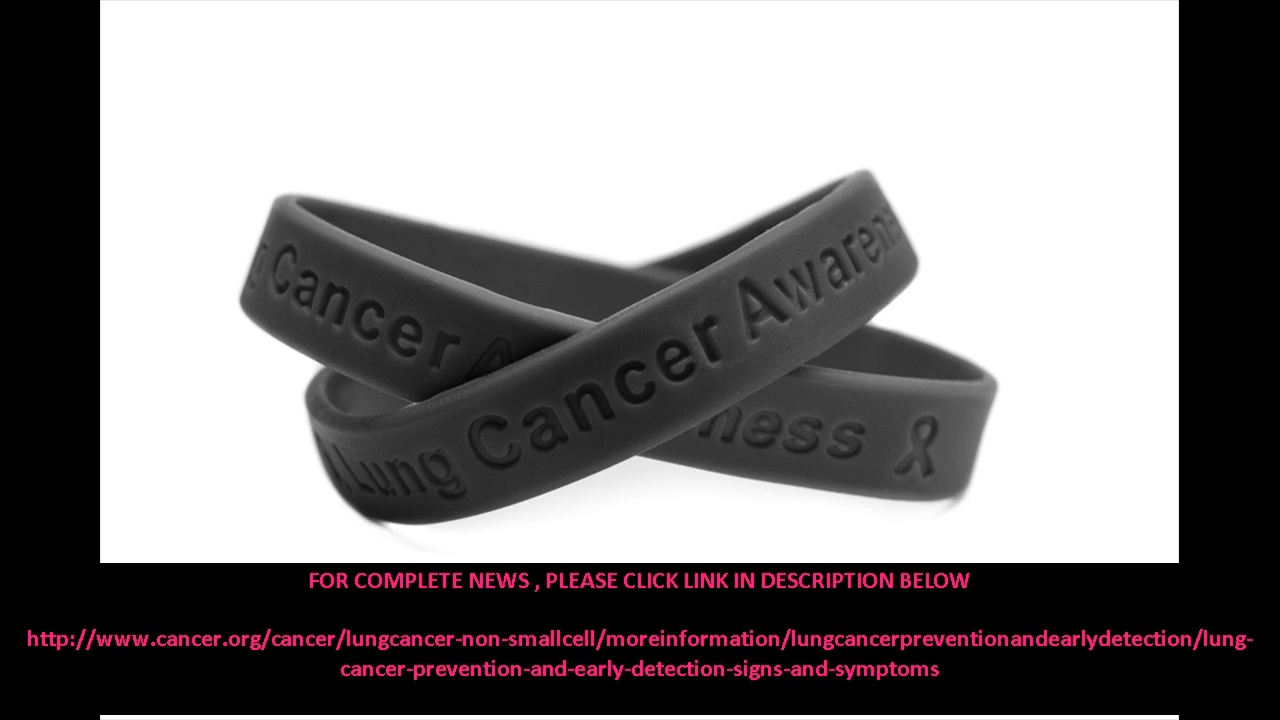 g Cancer A
Lung Cancer Awaren
ness
FOR COMPLETE NEWS , PLEASE CLICK LINK IN DESCRIPTION BELOW
http://www.cancer.org/cancer/lungcancer-non-smallcell/moreinformation/lungcancerpreventionandearlydetection/lung-
cancer-prevention-and-early-detection-signs-and-symptoms